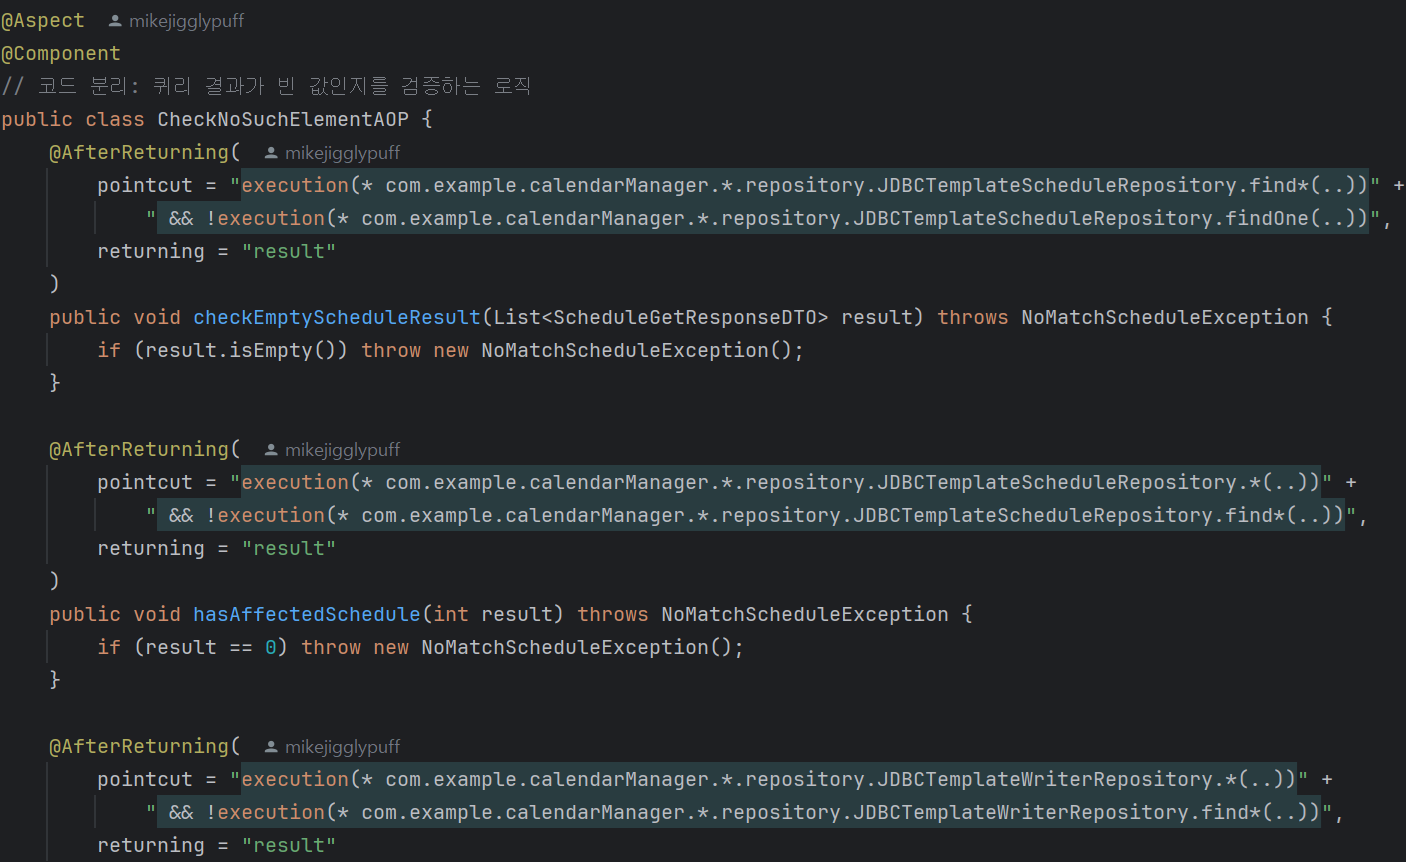 @Aspect mikejigglypuff
@Component
// 코드 분리: 쿼리 결과가 빈 값인지를 검증하는 로직
public class CheckNoSuchElementAOP {
@AfterReturning( mikejigglypuff
pointcut = "execution(* com.example.calendarManager.*.repository.JDBCTemplateScheduleRepository.find*(..))" +
" && !execution(* com.example.calendarManager.*.repository.JDBCTemplateScheduleRepository.findOne(..))",
returning = "result"
)
public void checkEmptyScheduleResult(List<ScheduleGetResponseDTO> result) throws NoMatchScheduleException {
if (result.isEmpty()) throw new NoMatchScheduleException();
}
@AfterReturning( mikejigglypuff
pointcut = "execution(* com.example.calendarManager.*.repository.JDBCTemplateScheduleRepository.*(..))" +
" && !execution(* com.example.calendarManager.*.repository.JDBCTemplateScheduleRepository.find*(..))",
returning = "result"
)
public void hasAffectedSchedule(int result) throws NoMatchScheduleException {
if (result == 0) throw new NoMatchScheduleException();
}
@AfterReturning( mikejigglypuff
pointcut = "execution(* com.example.calendarManager.*.repository.JDBCTemplateWriterRepository.*(..))" +
" && !execution(* com.example.calendarManager.*.repository.JDBCTemplateWriterRepository.find*(..))",
returning = "result"